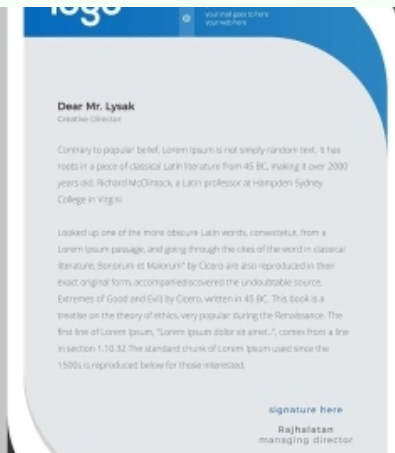 logo
your mail goes to here
your web here
Dear Mr. Lysak
Creative Director
Contrary to popular belief, Lorem Ipsum is not simply random text. It has
roots in a piece of classical Latin literature from 45 BC, making it over 2000
years old. Richard McClintock, a Latin professor at Hampden-Sydney
College in Virgini
Looked up one of the more obscure Latin words, consectetur, from a
Lorem Ipsum passage, and going through the cites of the word in classical
literature, Bonorum et Malorum" by Cicero are also reproduced in their
exact original form, accompaniediscovered the undoubtable source.
Extremes of Good and Evil) by Cicero, written in 45 BC. This book is a
treatise on the theory of ethics, very popular during the Renaissance. The
first line of Lorem Ipsum, "Lorem ipsum dolor sit amet..", comes from a line
in section 1.10.32.The standard chunk of Lorem Ipsum used since the
1500s is reproduced below for those interested.
signature here
Rajhalatan
managing director